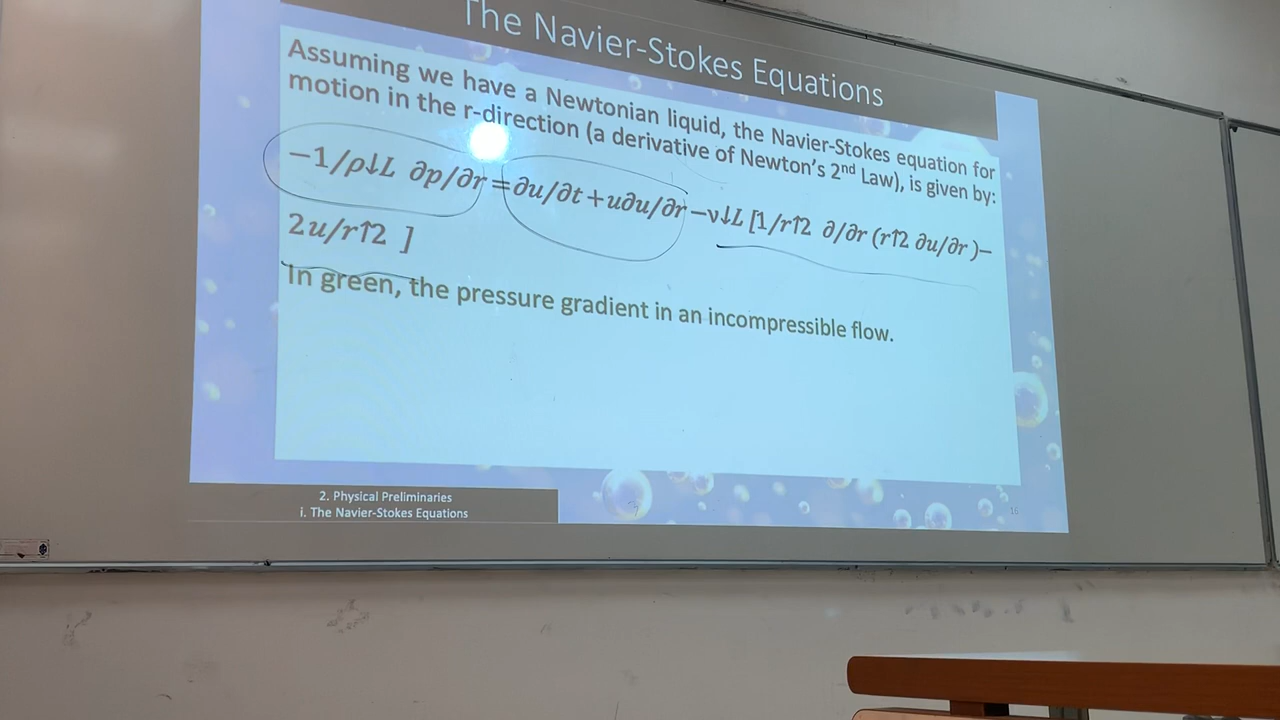 The Navier-Stokes Equations
Assuming we have a Newtonian liquid, the Navier-Stokes equation for
motion in the r-direction (a derivative of Newton's 2nd Law), is given by:
−1/ρ↓L ∂p/∂r =∂u/∂t +u∂u/∂r −ν↓L [1/r↑2 ∂/∂r (r↑2 ∂u/∂r )−
2u/r↑2 ]
In green, the pressure gradient in an incompressible flow.
2. Physical Preliminaries
i. The Navier-Stokes Equations
16